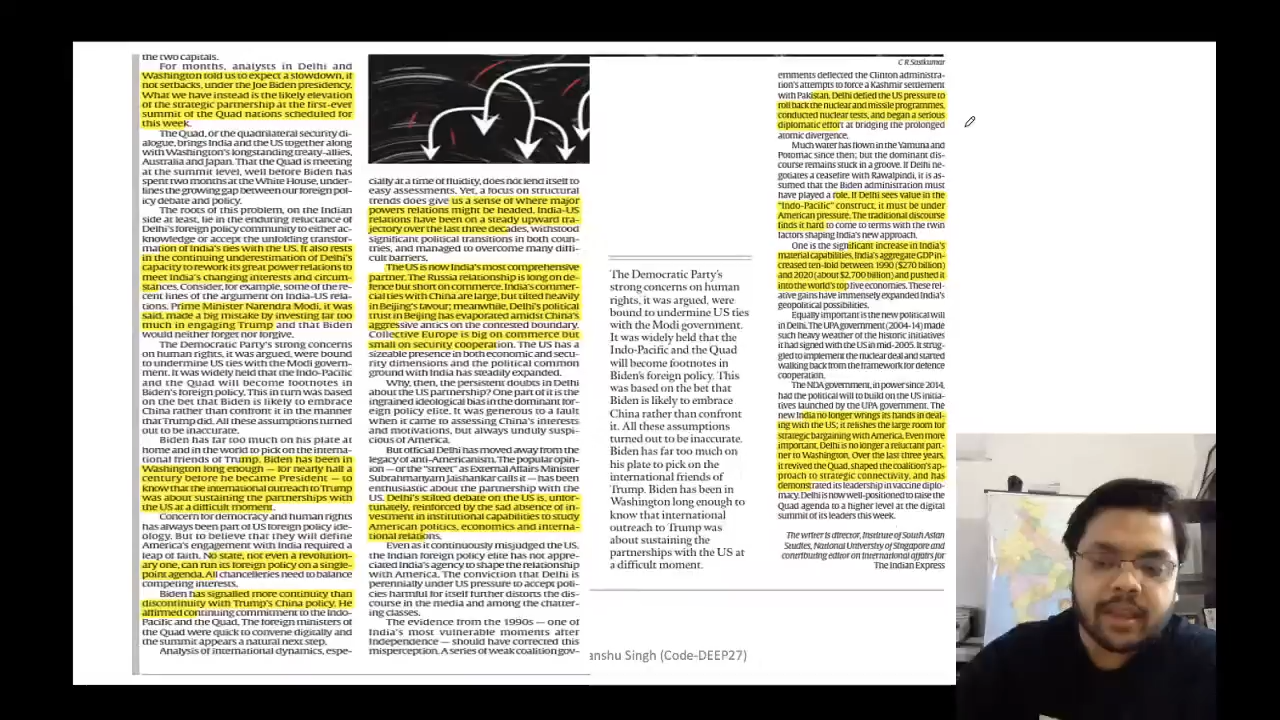 the two capitals.
For months, analysts in Delhi and
Washington told us to expect a slowdown, if
not setbacks, under the Joe Biden presidency.
What we have instead is the likely elevation
of the strategic partnership at the first-ever
summit of the Quad nations scheduled for
this week.
The Quad, or the quadrilateral security di-
alogue, brings India and the US together along
with Washington's longstanding treaty-allies,
Australia and Japan. That the Quad is meeting
at the summit level, well before Biden has
spent two months at the White House, under-
lines the growing gap between our foreign pol-
icy debate and policy.
The roots of this problem, on the Indian
side at least, lie in the enduring reluctance of
Delhi's foreign policy community to either ac-
knowledge or accept the unfolding transfor-
mation of India's ties with the US. It also rests
in the continuing underestimation of Delhi's
capacity to rework its great power relations to
meet India's changing interests and circum-
stances. Consider, for example, some of the re-
cent lines of the argument on India-US rela-
tions. Prime Minister Narendra Modi, it was
said, made a big mistake by investing far too
much in engaging Trump and that Biden
would neither forget nor forgive.
The Democratic Party's strong concerns
on human rights, it was argued, were bound
to undermine US ties with the Modi govern-
ment. It was widely held that the Indo-Pacific
and the Quad will become footnotes in
Biden's foreign policy. This in turn was based
on the bet that Biden is likely to embrace
China rather than confront it in the manner
that Trump did. All these assumptions turned
out to be inaccurate.
Biden has far too much on his plate at
home and in the world to pick on the interna-
tional friends of Trump. Biden has been in
Washington long enough — for nearly half a
century before he became President — to
know that the international outreach to Trump
was about sustaining the partnerships with
the US at a difficult moment.
Concern for democracy and human rights
has always been part of US foreign policy ide-
ology. But to believe that they will define
America's engagement with India required a
leap of faith. No state, not even a revolution-
ary one, can run its foreign policy on a single-
point agenda. All chancelleries need to balance
competing interests.
Biden has signalled more continuity than
discontinuity with Trump's China policy. He
affirmed continuing commitment to the Indo-
Pacific and the Quad. The foreign ministers of
the Quad were quick to convene digitally and
the summit appears a natural next step.
Analysis of international dynamics, espe-
cially at a time of fluidity, does not lend itself to
easy assessments. Yet, a focus on structural
trends does give us a sense of where major
powers relations might be headed. India-US
relations have been on a steady upward tra-
jectory over the last three decades, withstood
significant political transitions in both coun-
tries, and managed to overcome many diffi-
cult barriers.
The US is now India's most comprehensive
partner. The Russia relationship is long on de-
fence but short on commerce. India's commer-
cial ties with China are large, but tilted heavily
in Beijing's favour; meanwhile, Delhi's political
trust in Beijing has evaporated amidst China's
aggressive antics on the contested boundary.
Collective Europe is big on commerce but
small on security cooperation. The US has a
sizeable presence in both economic and secu-
rity dimensions and the political common
ground with India has steadily expanded.
Why, then, the persistent doubts in Delhi
about the US partnership? One part of it is the
ingrained ideological bias in the dominant for-
eign policy elite. It was generous to a fault
when it came to assessing China's interests
and motivations, but always unduly suspi-
cious of America.
But official Delhi has moved away from the
legacy of anti-Americanism. The popular opin-
ion — or the "street" as External Affairs Minister
Subrahmanyam Jaishankar calls it — has been
enthusiastic about the partnership with the
US. Delhi's stilted debate on the US is, unfor-
tunately, reinforced by the sad absence of in-
vestment in institutional capabilities to study
American politics, economics and interna-
tional relations.
Even as it continuously misjudged the US,
the Indian foreign policy elite has not appre-
ciated India's agency to shape the relationship
with America. The conviction that Delhi is
perennially under US pressure to accept poli-
cies harmful for itself further distorts the dis-
course in the media and among the chatter-
ing classes.
The evidence from the 1990s — one of
India's most vulnerable moments after
Independence — should have corrected this
misperception. A series of weak coalition gov-
The Democratic Party's
strong concerns on human
rights, it was argued, were
bound to undermine US ties
with the Modi government.
It was widely held that the
Indo-Pacific and the Quad
will become footnotes in
Biden's foreign policy. This
was based on the bet that
Biden is likely to embrace
China rather than confront
it. All these assumptions
turned out to be inaccurate.
Biden has far too much on
his plate to pick on the
international friends of
Trump. Biden has been in
Washington long enough to
know that international
outreach to Trump was
about sustaining the
partnerships with the US at
a difficult moment.
C R Sasikumar
ernments deflected the Clinton administra-
tion's attempts to force a Kashmir settlement
with Pakistan. Delhi defied the US pressure to
roll back the nuclear and missile programmes,
conducted nuclear tests, and began a serious
diplomatic effort at bridging the prolonged
atomic divergence.
Much water has flown in the Yamuna and
Potomac since then; but the dominant dis-
course remains stuck in a groove. If Delhi ne-
gotiates a ceasefire with Rawalpindi, it is as-
sumed that the Biden administration must
have played a role. If Delhi sees value in the
"Indo-Pacific" construct, it must be under
American pressure. The traditional discourse
finds it hard to come to terms with the twin
factors shaping India's new approach.
One is the significant increase in India's
material capabilities. India's aggregate GDP in-
creased ten-fold between 1990 ($270 billion)
and 2020 (about $2,700 billion) and pushed it
into the world's top five economies. These rel-
ative gains have immensely expanded India's
geopolitical possibilities.
Equally important is the new political will
in Delhi. The UPA government (2004-14) made
such heavy weather of the historic initiatives
it had signed with the US in mid-2005. It strug-
gled to implement the nuclear deal and started
walking back from the framework for defence
cooperation.
The NDA government, in power since 2014,
had the political will to build on the US initia-
tives launched by the UPA government. The
new India no longer wrings its hands in deal-
ing with the US; it relishes the large room for
strategic bargaining with America. Even more
important, Delhi is no longer a reluctant part-
ner to Washington. Over the last three years,
it revived the Quad, shaped the coalition's ap-
proach to strategic connectivity, and has
demonstrated its leadership in vaccine diplo-
macy. Delhi is now well-positioned to raise the
Quad agenda to a higher level at the digital
summit of its leaders this week.
The writer is director, Institute of South Asian
Studies, National University of Singapore and
contributing editor on international affairs for
The Indian Express
anshu Singh (Code-DEEP27)